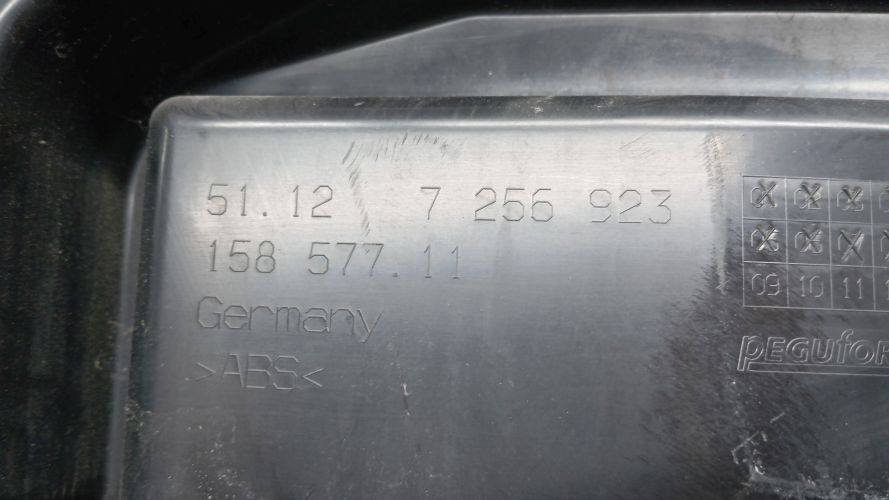 51.12 7 256 923
158 577.11
Germany
>ABS<
09 10 11
PEGUFOR